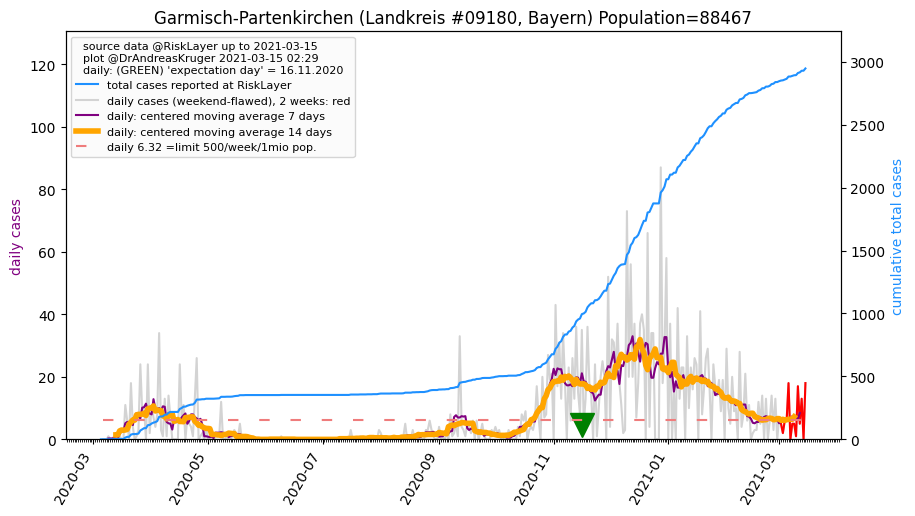 Garmisch-Partenkirchen (Landkreis #09180, Bayern) Population=88467
source data @RiskLayer up to 2021-03-15
plot @DrAndreasKruger 2021-03-15 02:29
daily: (GREEN) 'expectation day' = 16.11.2020
total cases reported at RiskLayer
daily cases (weekend-flawed), 2 weeks: red
daily: centered moving average 7 days
daily: centered moving average 14 days
daily 6.32 =limit 500/week/1mio pop.
daily cases
120
100
80
60
40
20
0
cumulative total cases
3000
2500
2000
1500
1000
500
0
2020-03
2020-05
2020-07
2020-09
2020-11
2021-01
2021-03